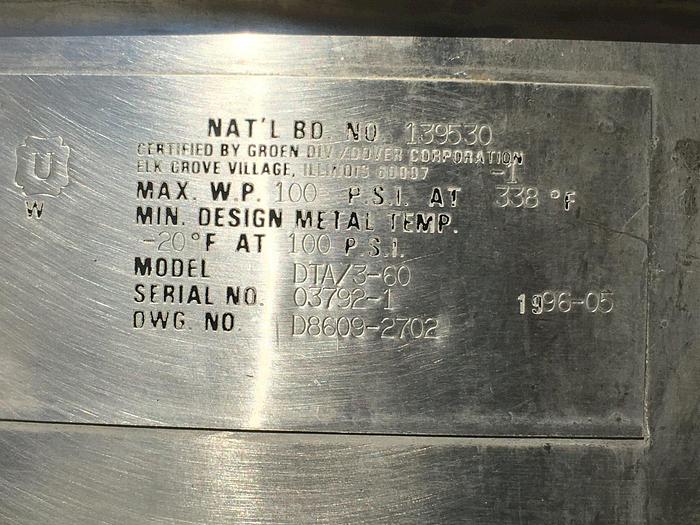 U
W
NAT'L BD. NO. 139530
CERTIFIED BY GROEN DIV./DOVER CORPORATION
ELK GROVE VILLAGE, ILLINOIS 60007 -1
MAX. W.P. 100 P.S.I. AT 338 °F
MIN. DESIGN METAL TEMP.
-20°F AT 100 P.S.I.
MODEL DTA/3-60
SERIAL NO. 03792-1 1996-05
DWG. NO. D8609-2702